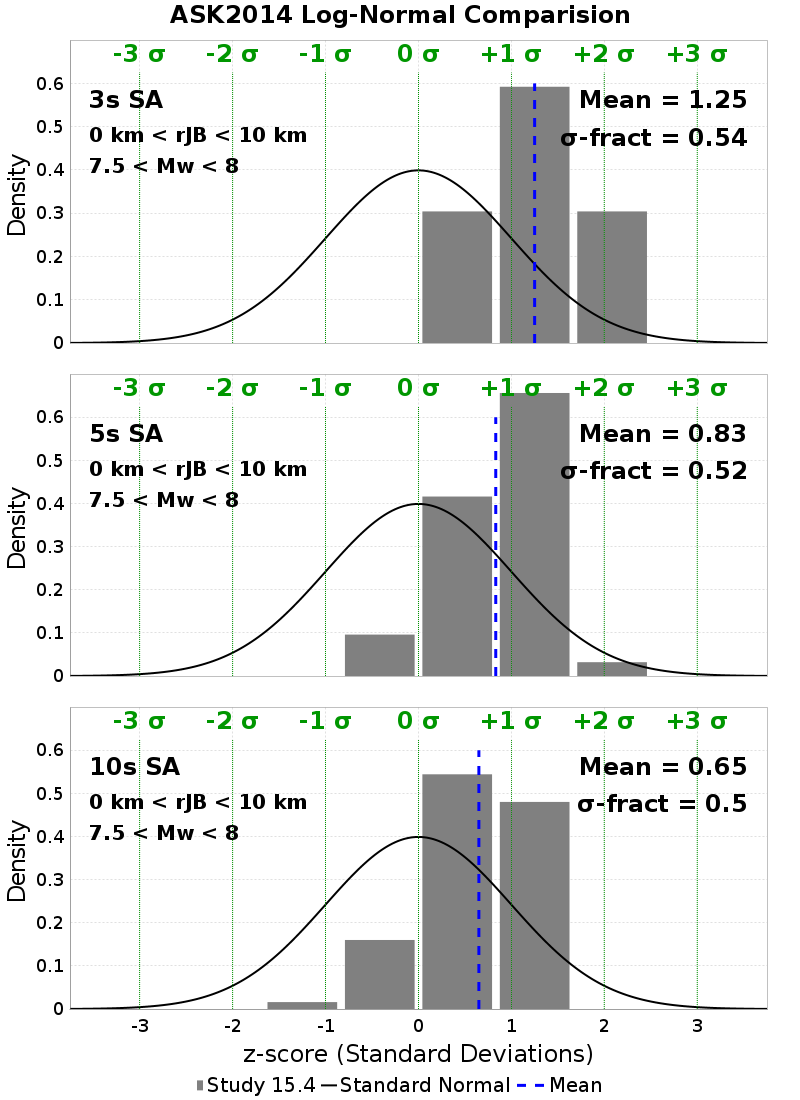 ASK2014 Log-Normal Comparision
-3 σ -2 σ -1 σ 0 σ +1 σ +2 σ +3 σ
3s SA
0 km < rJB < 10 km
7.5 < Mw < 8
Mean = 1.25
σ-fract = 0.54
Density
0.6
0.5
0.4
0.3
0.2
0.1
0
-3 σ -2 σ -1 σ 0 σ +1 σ +2 σ +3 σ
5s SA
0 km < rJB < 10 km
7.5 < Mw < 8
Mean = 0.83
σ-fract = 0.52
Density
0.6
0.5
0.4
0.3
0.2
0.1
0
-3 σ -2 σ -1 σ 0 σ +1 σ +2 σ +3 σ
10s SA
0 km < rJB < 10 km
7.5 < Mw < 8
Mean = 0.65
σ-fract = 0.5
Density
0.6
0.5
0.4
0.3
0.2
0.1
0
-3 -2 -1 0 1 2 3
z-score (Standard Deviations)
Study 15.4 Standard Normal Mean